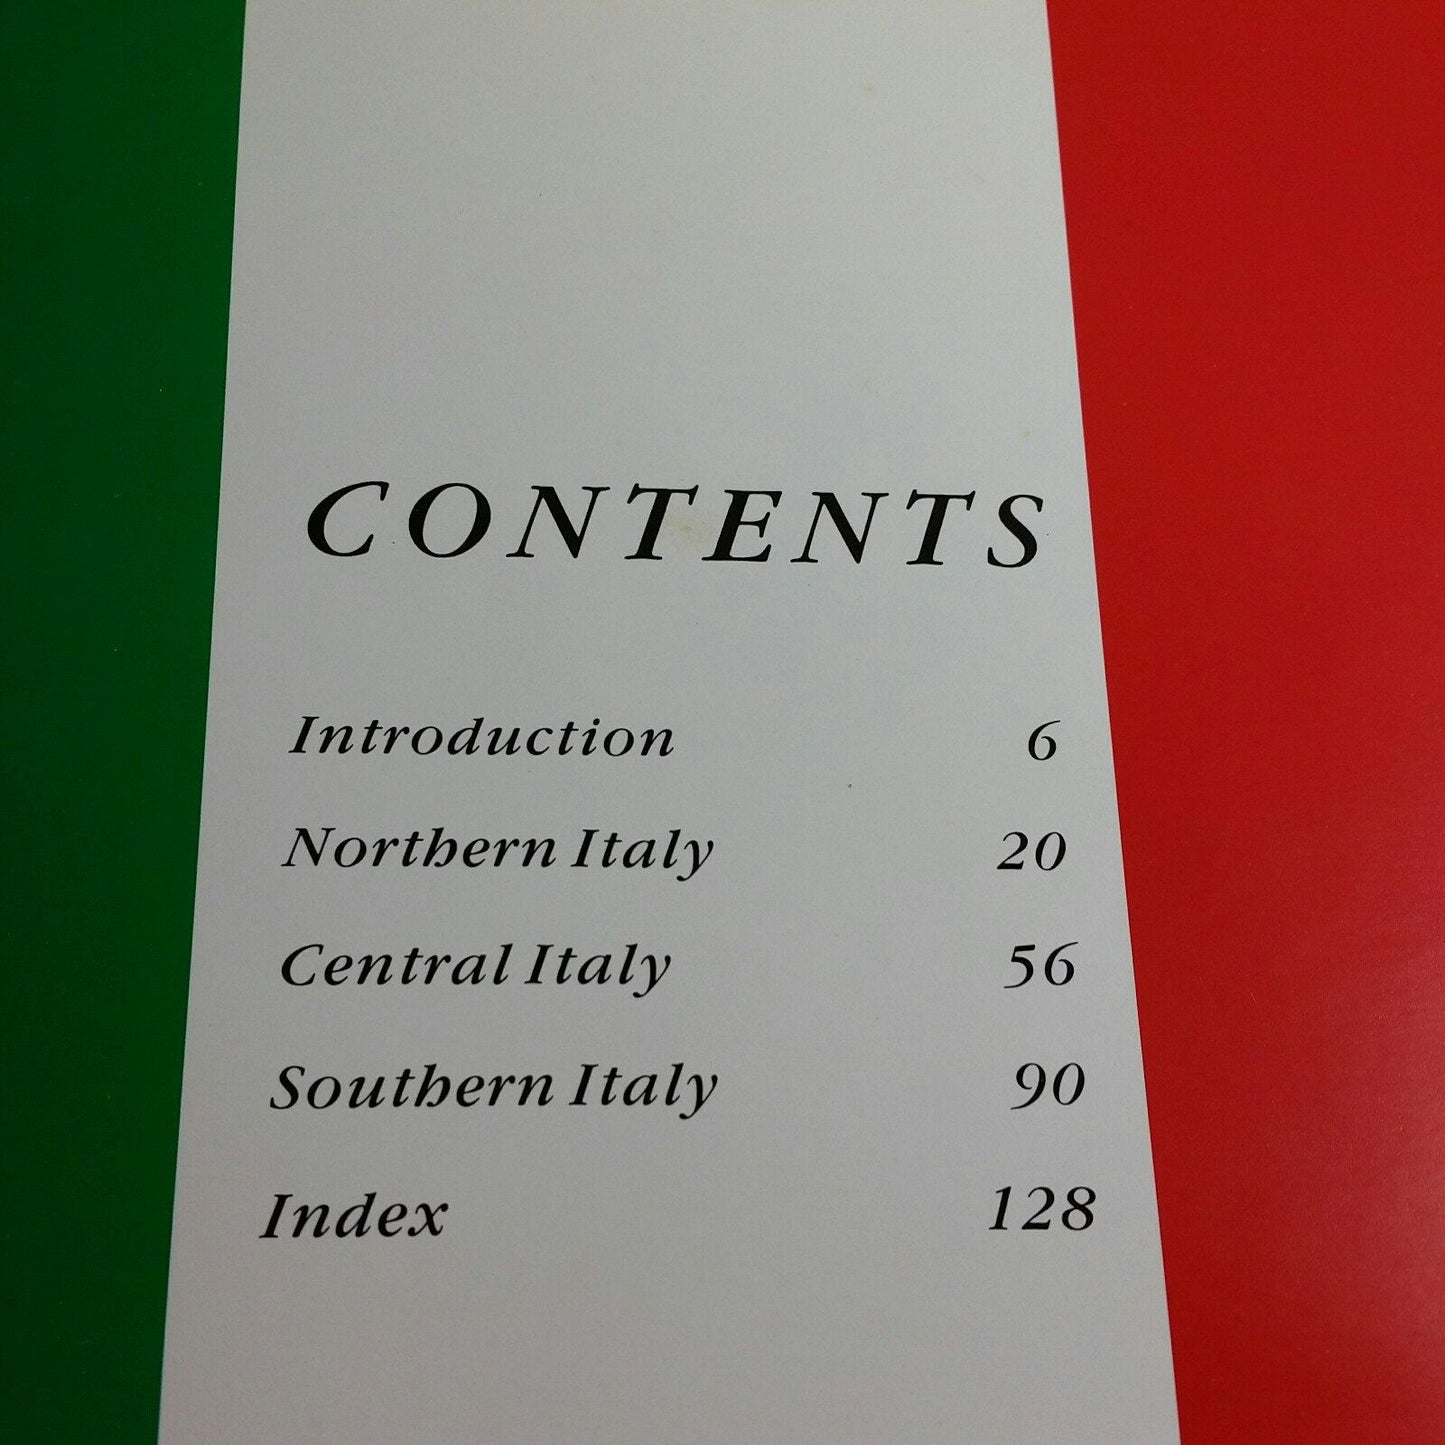 CONTENTS
Introduction 6
Northern Italy 20
Central Italy 56
Southern Italy 90
Index 128